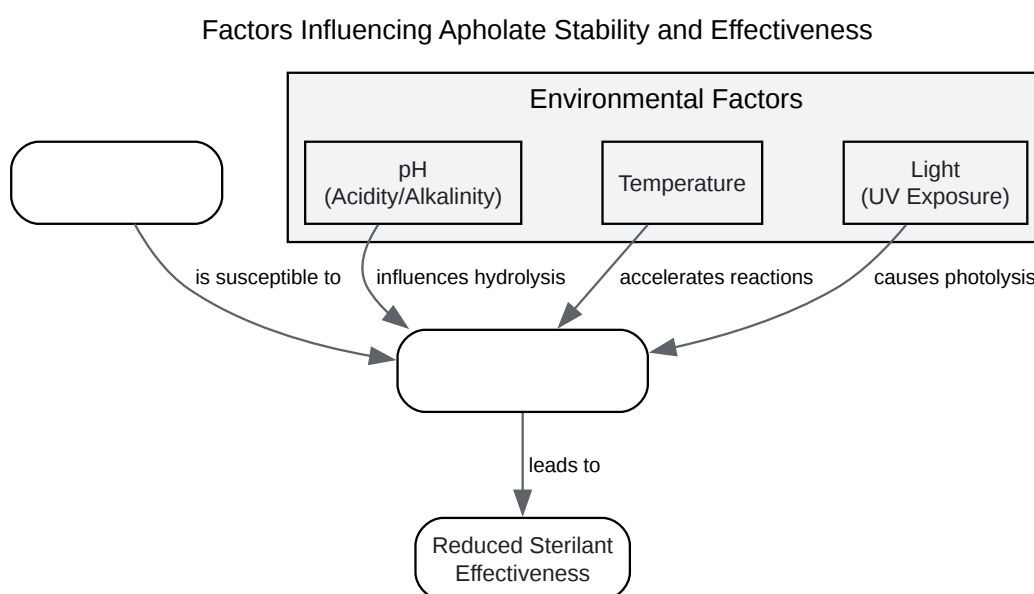 Factors Influencing Apholate Stability and Effectiveness
Environmental Factors
pH
(Acidity/Alkalinity)
Temperature
Light
(UV Exposure)
is susceptible to
influences hydrolysis
accelerates reactions
causes photolysis
leads to
Reduced Sterilant
Effectiveness